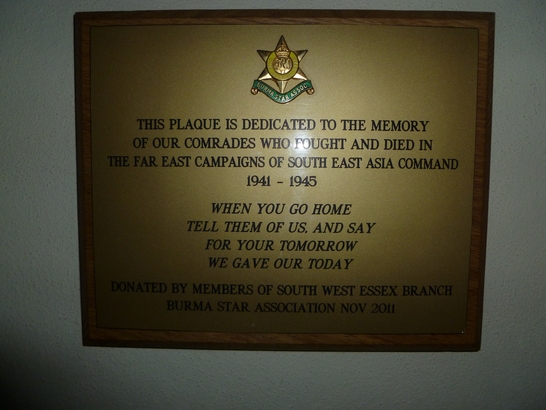 BURMA STAR ASSOC.
THIS PLAQUE IS DEDICATED TO THE MEMORY
OF OUR COMRADES WHO FOUGHT AND DIED IN
THE FAR EAST CAMPAIGNS OF SOUTH EAST ASIA COMMAND
1941 - 1945
WHEN YOU GO HOME
TELL THEM OF US, AND SAY
FOR YOUR TOMORROW
WE GAVE OUR TODAY
DONATED BY MEMBERS OF SOUTH WEST ESSEX BRANCH
BURMA STAR ASSOCIATION NOV 2011